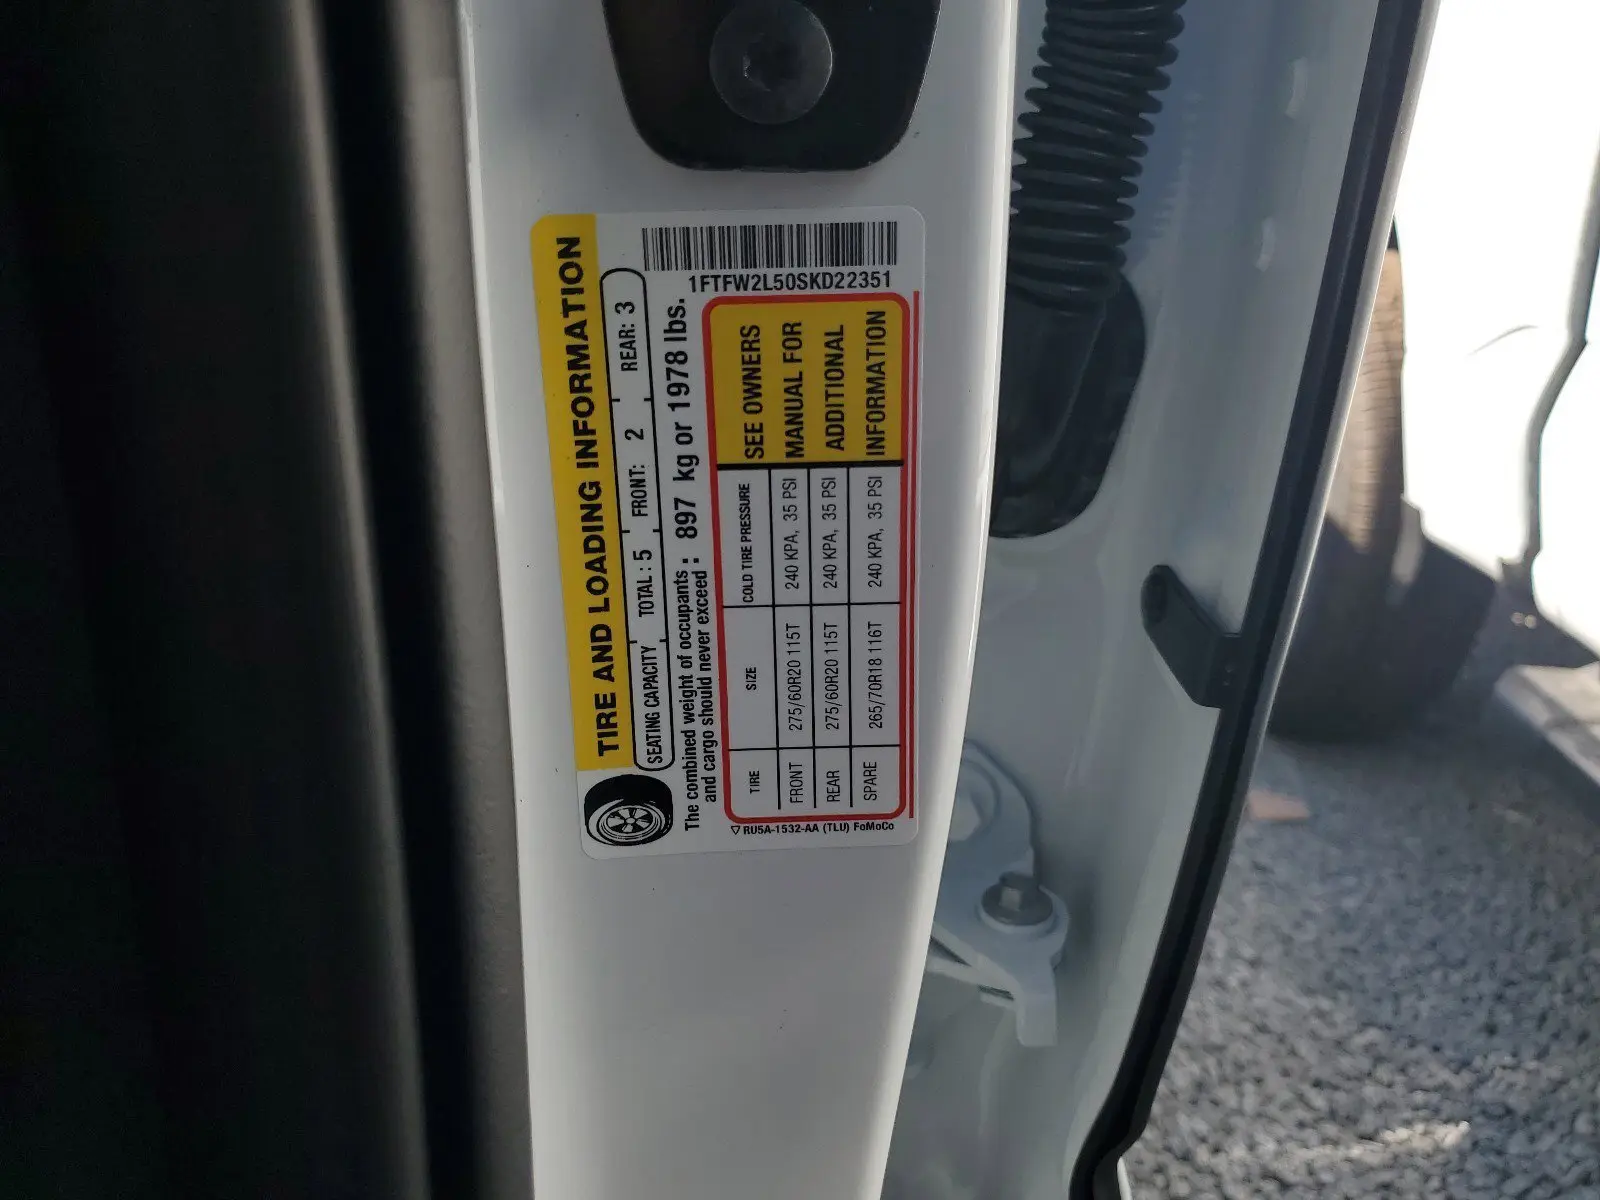 1FTFW2L50SKD22351
TIRE AND LOADING INFORMATION
SEATING CAPACITY TOTAL : 5 FRONT: 2 REAR: 3
The combined weight of occupants : 897 kg or 1978 lbs.
and cargo should never exceed :
TIRE SIZE COLD TIRE PRESSURE SEE OWNERS
FRONT 275/60R20 115T 240 KPA, 35 PSI MANUAL FOR
REAR 275/60R20 115T 240 KPA, 35 PSI ADDITIONAL
SPARE 265/70R18 116T 240 KPA, 35 PSI INFORMATION
RU5A-1532-AA (TLU) FoMoCo